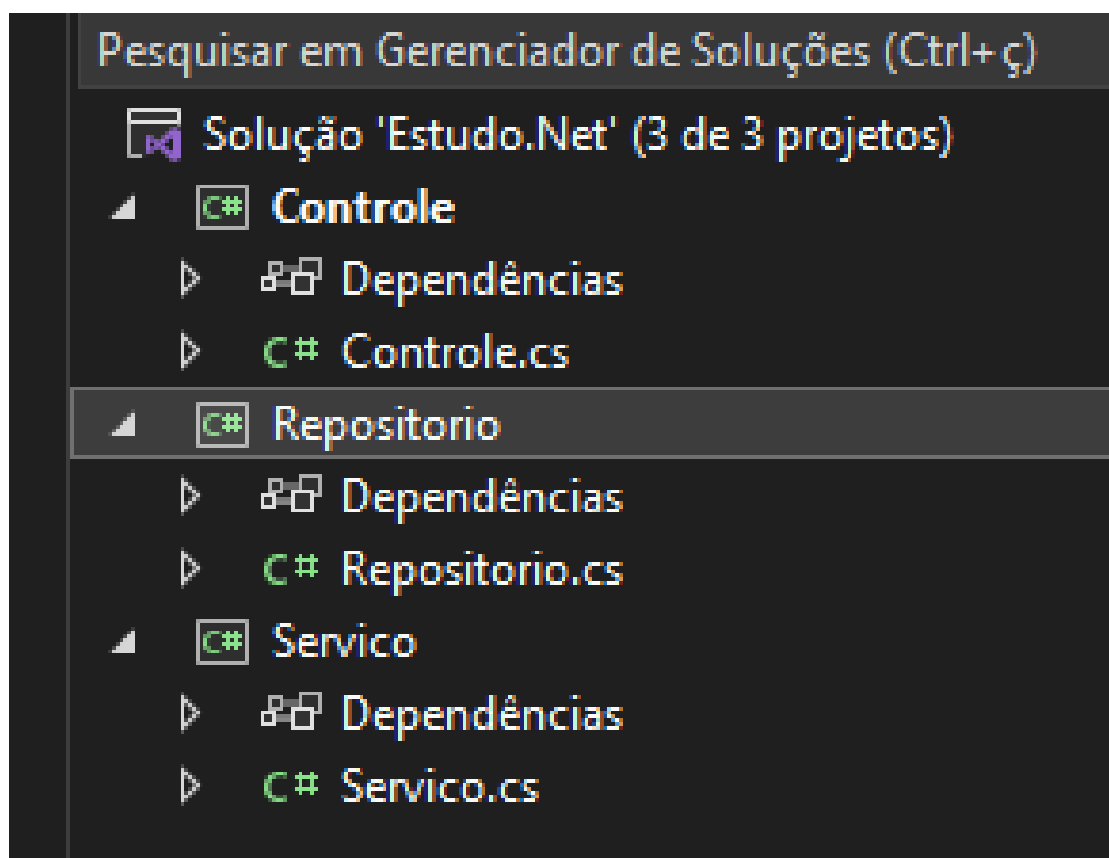 Pesquisar em Gerenciador de Soluções (Ctrl+ç)
Solução 'Estudo.Net' (3 de 3 projetos)
C# Controle
Dependências
C# Controle.cs
C# Repositorio
Dependências
C# Repositorio.cs
C# Servico
Dependências
C# Servico.cs